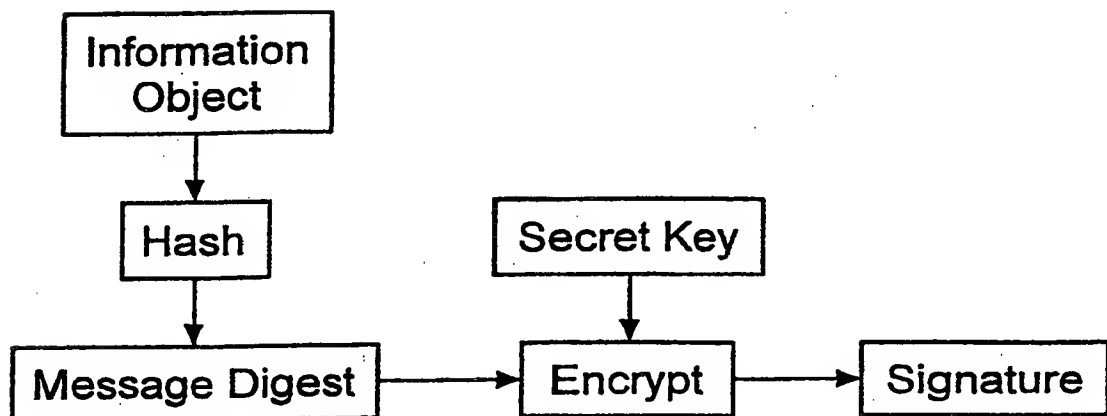 Information
Object
Hash
Secret Key
Message Digest
Encrypt
Signature